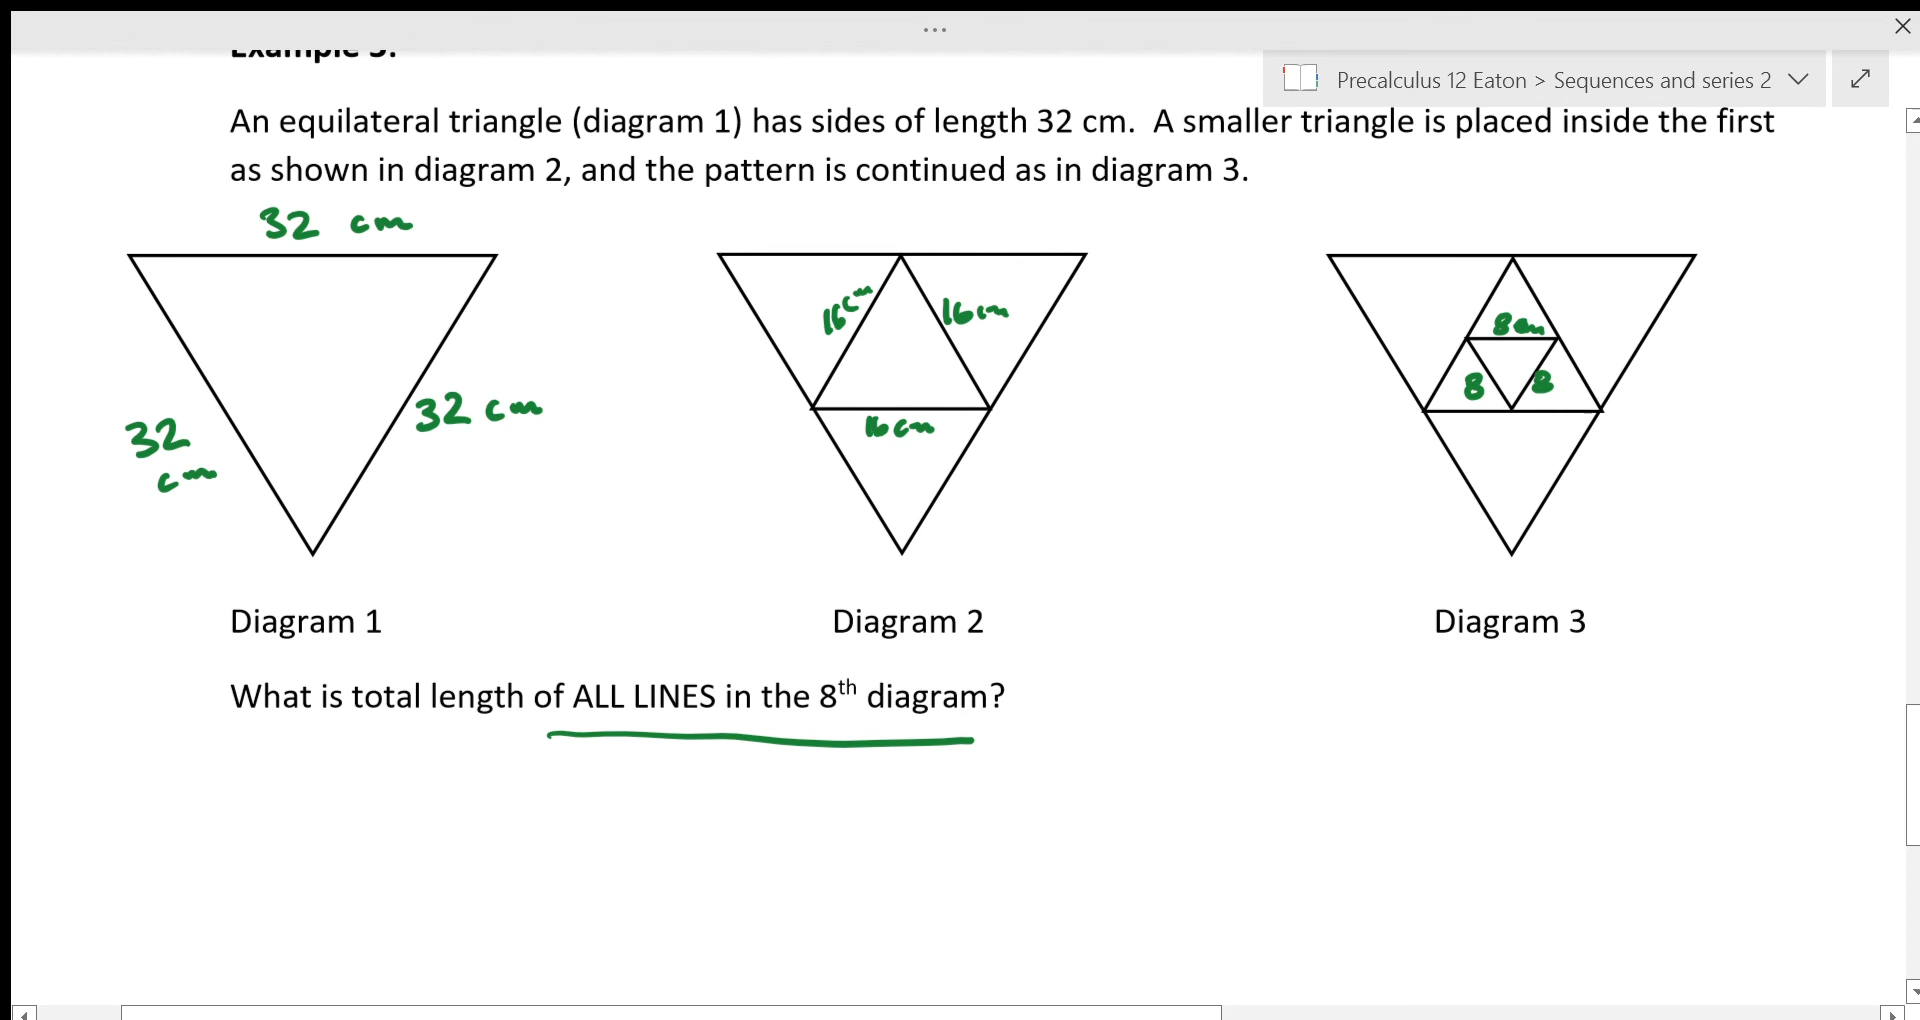 ...
Example 5:
Precalculus 12 Eaton > Sequences and series 2
An equilateral triangle (diagram 1) has sides of length 32 cm. A smaller triangle is placed inside the first
as shown in diagram 2, and the pattern is continued as in diagram 3.
32 cm
32
cm
32 cm
16cm
16cm
16cm
8cm
8
8
Diagram 1
Diagram 2
Diagram 3
What is total length of ALL LINES in the 8th diagram?